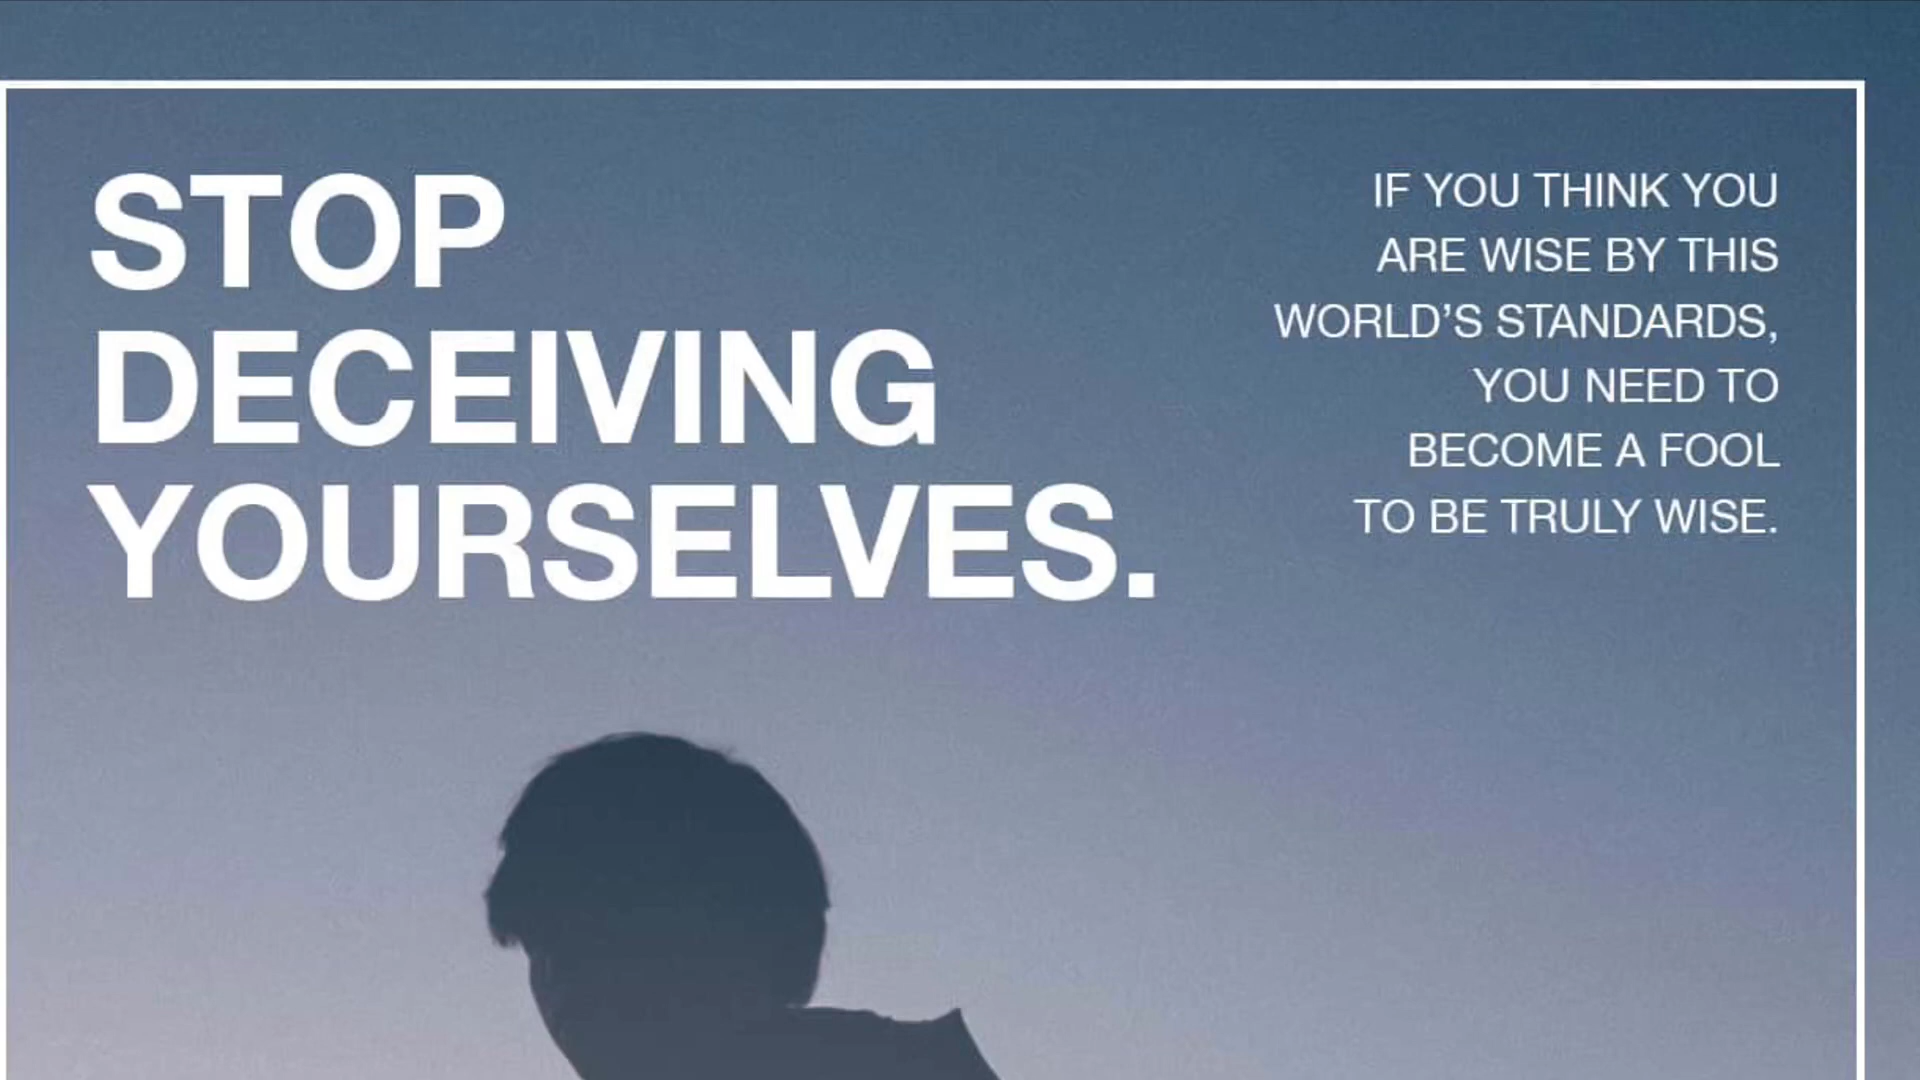 STOP
DECEIVING
YOURSELVES.
IF YOU THINK YOU
ARE WISE BY THIS
WORLD’S STANDARDS,
YOU NEED TO
BECOME A FOOL
TO BE TRULY WISE.